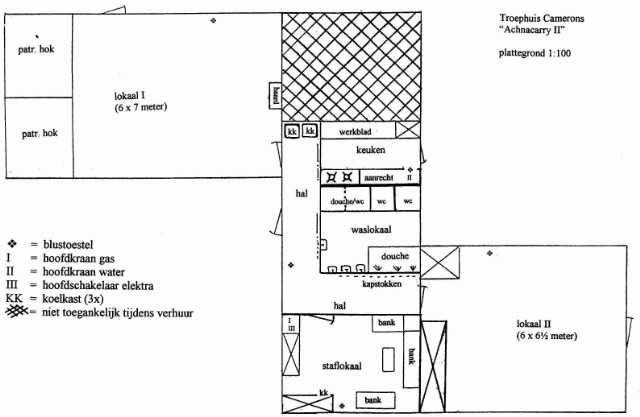 Troephuis Camerons
"Achnacarry II"
plattegrond 1:100
patr. hok
lokaal I
(6 x 7 meter)
haard
patr. hok
kk kk
werkblad
keuken
aanrecht II
hal
douche/wc wc wc
waslokaal
douche
kapstokken
hal
I
III
bank
bank
staflokaal
kk
bank
lokaal II
(6 x 6½ meter)
❖ = blustoestel
I = hoofdkraan gas
II = hoofdkraan water
III = hoofdschakelaar elektra
KK = koelkast (3x)
= niet toegankelijk tijdens verhuur